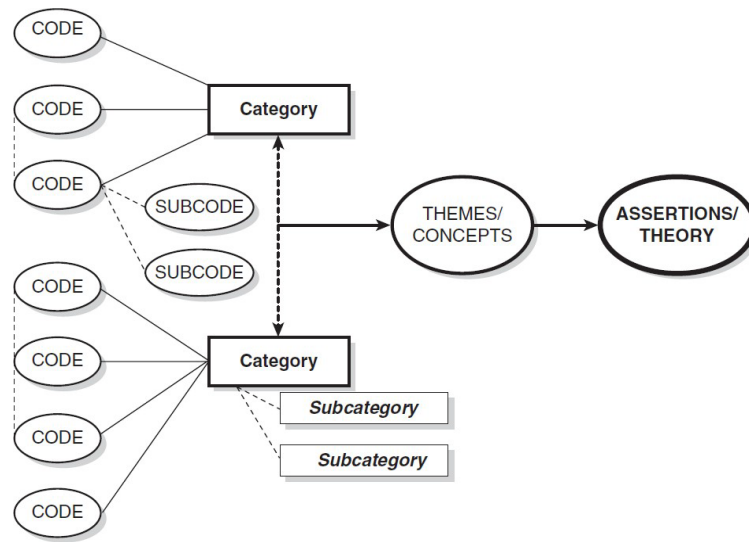 CODE
CODE
Category
CODE
SUBCODE
SUBCODE
THEMES/
CONCEPTS
ASSERTIONS/
THEORY
CODE
CODE
Category
Subcategory
CODE
Subcategory
CODE